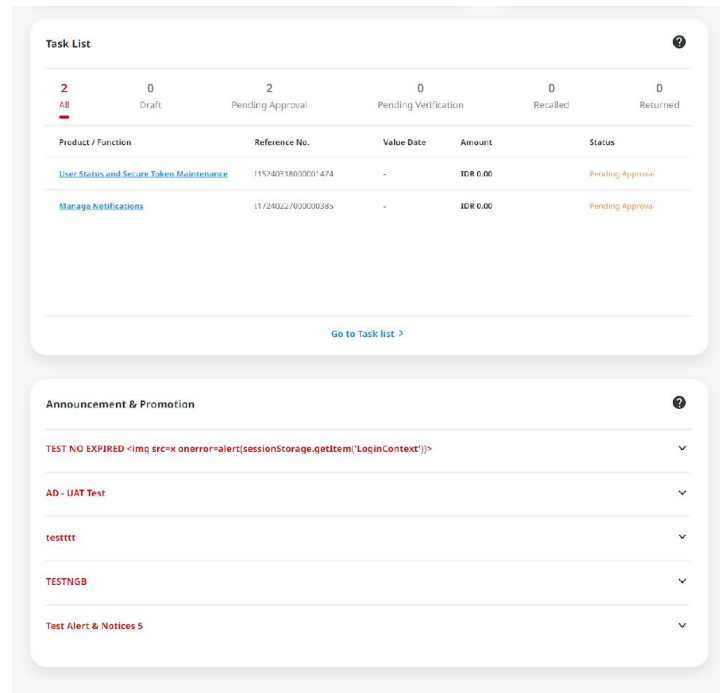 Task List
2 0 2 0 0 0
All Draft Pending Approval Pending Verification Recalled Returned
Product / Function Reference No. Value Date Amount Status
User Status and Secure Token Maintenance I15240318000001474 - IDR 0.00 Pending Approval
Manage Notifications I17240227000000385 - IDR 0.00 Pending Approval
Go to Task list >
Announcement & Promotion
TEST NO EXPIRED <img src=x onerror=alert(sessionStorage.getItem('LoginContext'))>
AD - UAT Test
testttt
TESTNGB
Test Alert & Notices 5